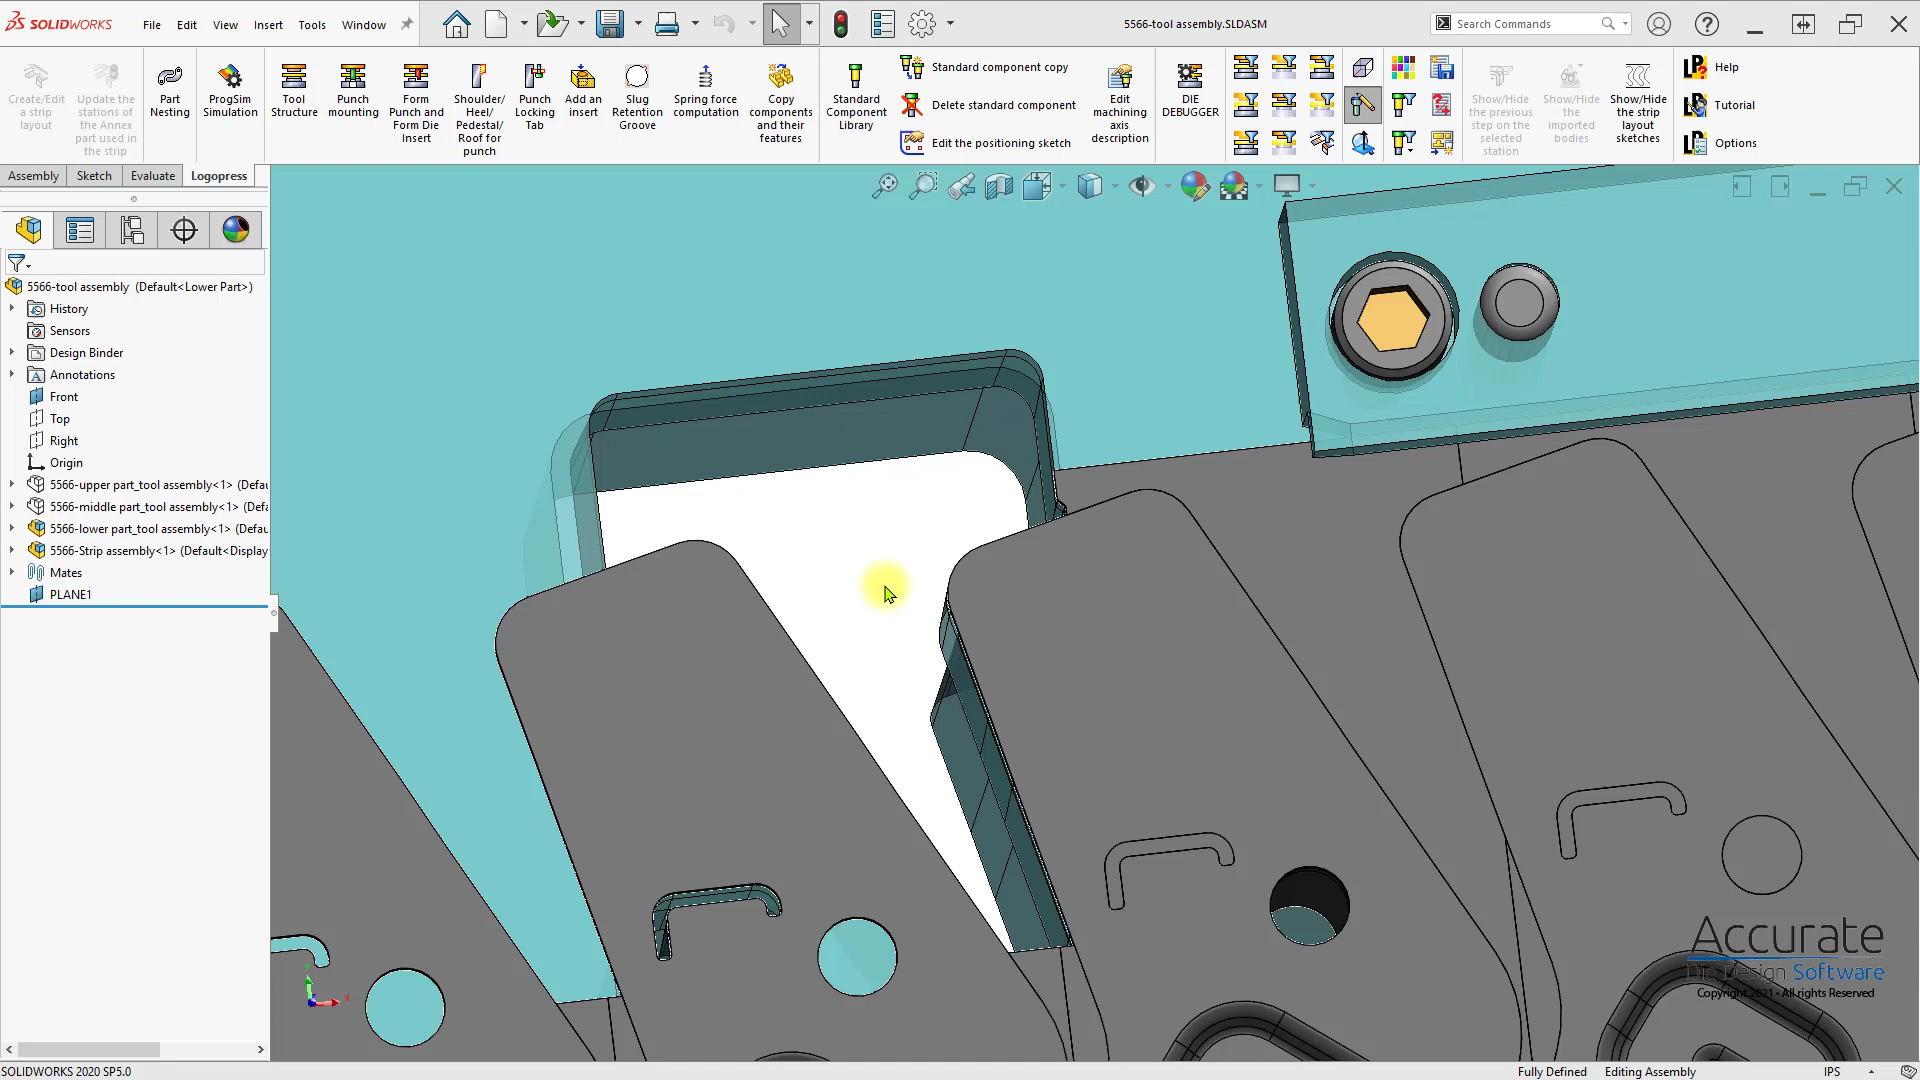 SOLIDWORKS
File Edit View Insert Tools Window
5566-tool assembly.SLDASM
Search Commands
Create/Edit a strip layout
Update the stations of the Annex part used in the strip
Part Nesting
ProgSim Simulation
Tool Structure
Punch mounting
Form Punch and Form Die Insert
Shoulder/ Heel/ Pedestal/ Roof for punch
Punch Locking Tab
Add an insert
Slug Retention Groove
Spring force computation
Copy components and their features
Standard Component Library
Standard component copy
Delete standard component
Edit the positioning sketch
Edit machining axis description
DIE DEBUGGER
Show/Hide the previous step on the selected station
Show/Hide the imported bodies
Show/Hide the strip layout sketches
Help
Tutorial
Options
Assembly Sketch Evaluate Logopress
5566-tool assembly (Default<Lower Part>)
History
Sensors
Design Binder
Annotations
Front
Top
Right
Origin
5566-upper part_tool assembly<1> (Defau
5566-middle part_tool assembly<1> (Defa
5566-lower part_tool assembly<1> (Defau
5566-Strip assembly<1> (Default<Display
Mates
PLANE1
Accurate
Die Design Software
Copyright 2021 • All rights Reserved
SOLIDWORKS 2020 SP5.0
Fully Defined Editing Assembly IPS